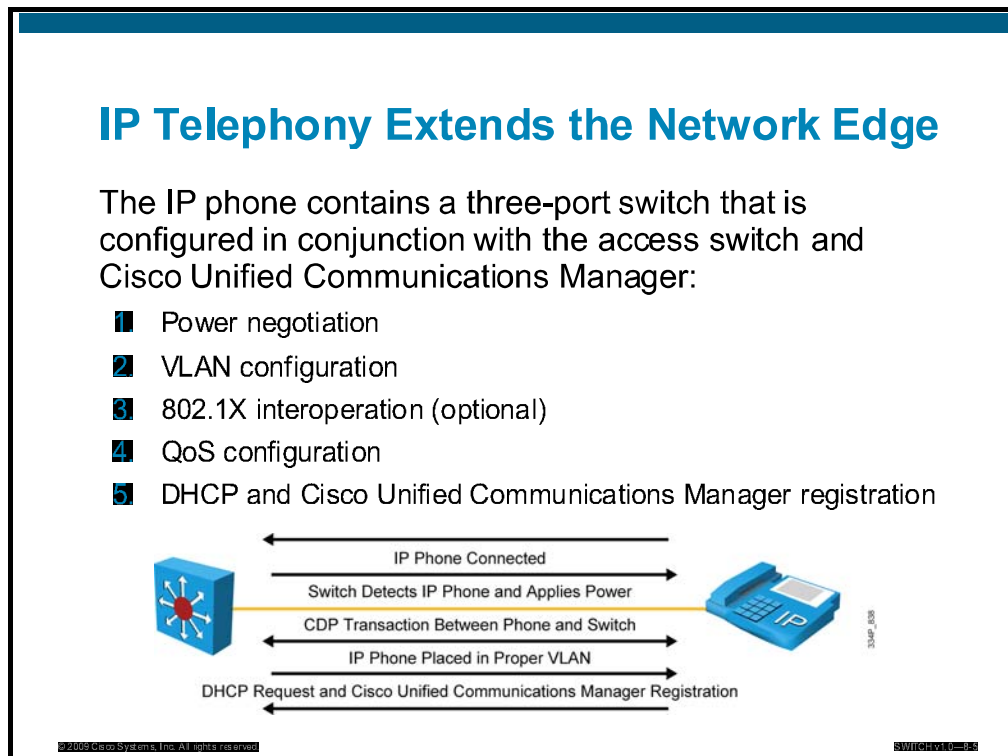 IP Telephony Extends the Network Edge
The IP phone contains a three-port switch that is
configured in conjunction with the access switch and
Cisco Unified Communications Manager:
1. Power negotiation
2. VLAN configuration
3. 802.1X interoperation (optional)
4. QoS configuration
5. DHCP and Cisco Unified Communications Manager registration
IP Phone Connected
Switch Detects IP Phone and Applies Power
CDP Transaction Between Phone and Switch
IP Phone Placed in Proper VLAN
DHCP Request and Cisco Unified Communications Manager Registration
IP
334P_838
© 2009 Cisco Systems, Inc. All rights reserved.
SWITCH v1.0—8-5